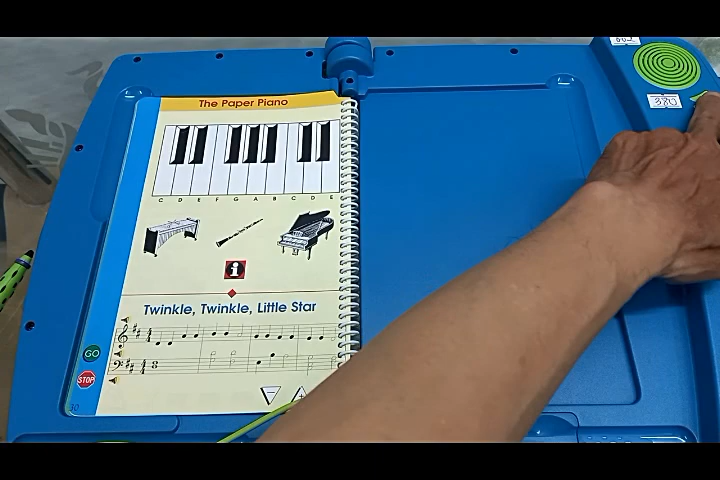 380
The Paper Piano
C D E F G A B C D E
Twinkle, Twinkle, Little Star
GO
STOP